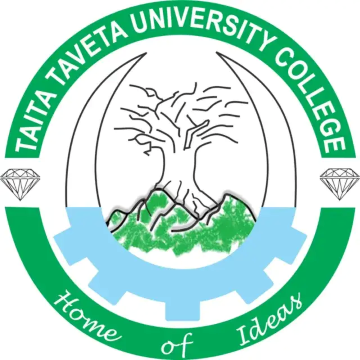 TAITA TAVETA UNIVERSITY COLLEGE
Home of Ideas